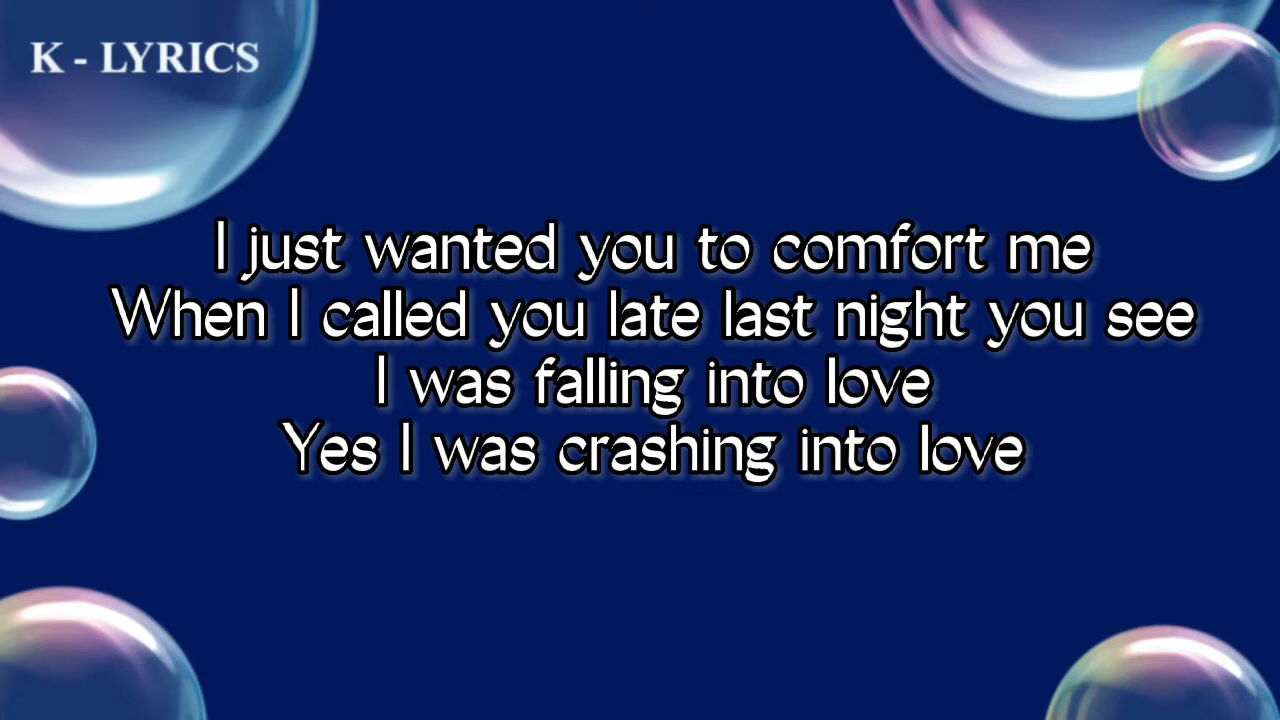 K - LYRICS
I just wanted you to comfort me
When I called you late last night you see
I was falling into love
Yes I was crashing into love